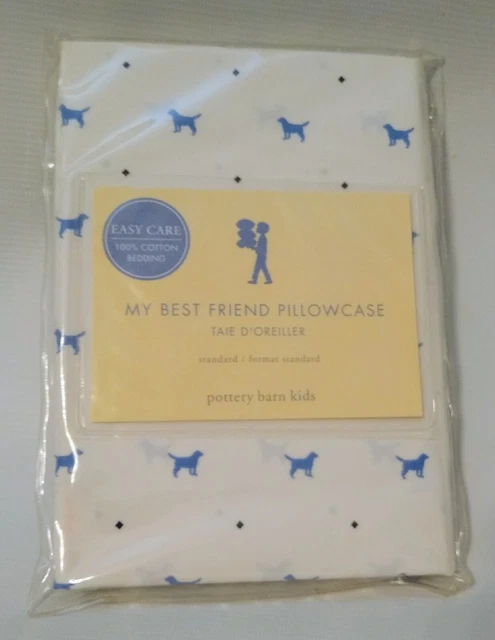 EASY CARE
100% COTTON
BEDDING
MY BEST FRIEND PILLOWCASE
TAIE D'OREILLER
standard / format standard
pottery barn kids